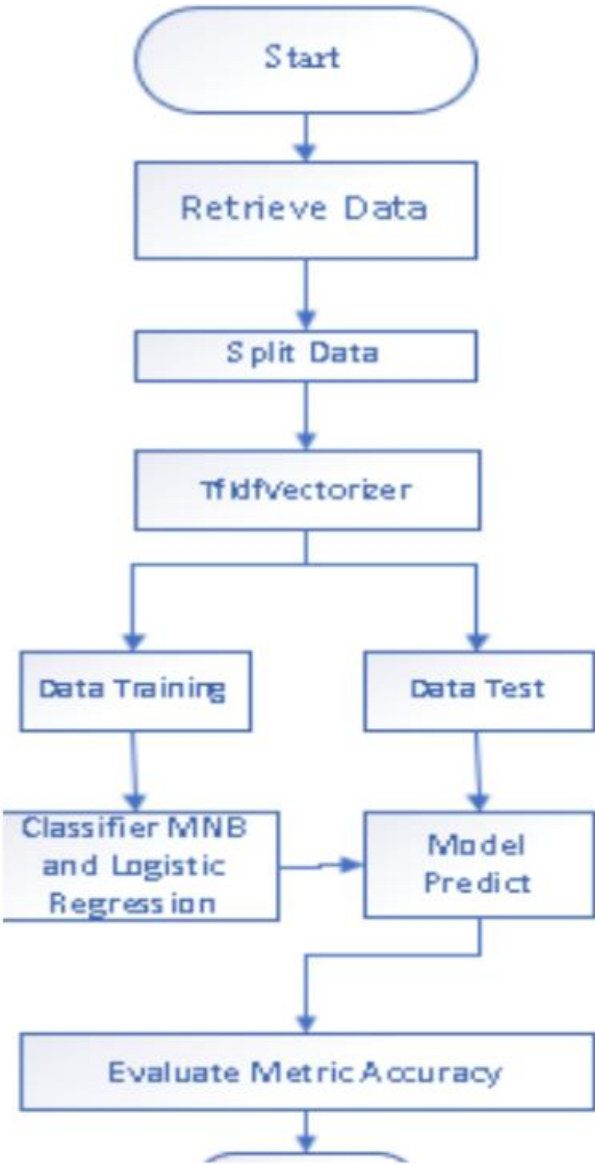 Start
Retrieve Data
Split Data
TfidfVectorizer
Data Training
Data Test
Classifier MNB
and Logistic
Regression
Model
Predict
Evaluate Metric Accuracy